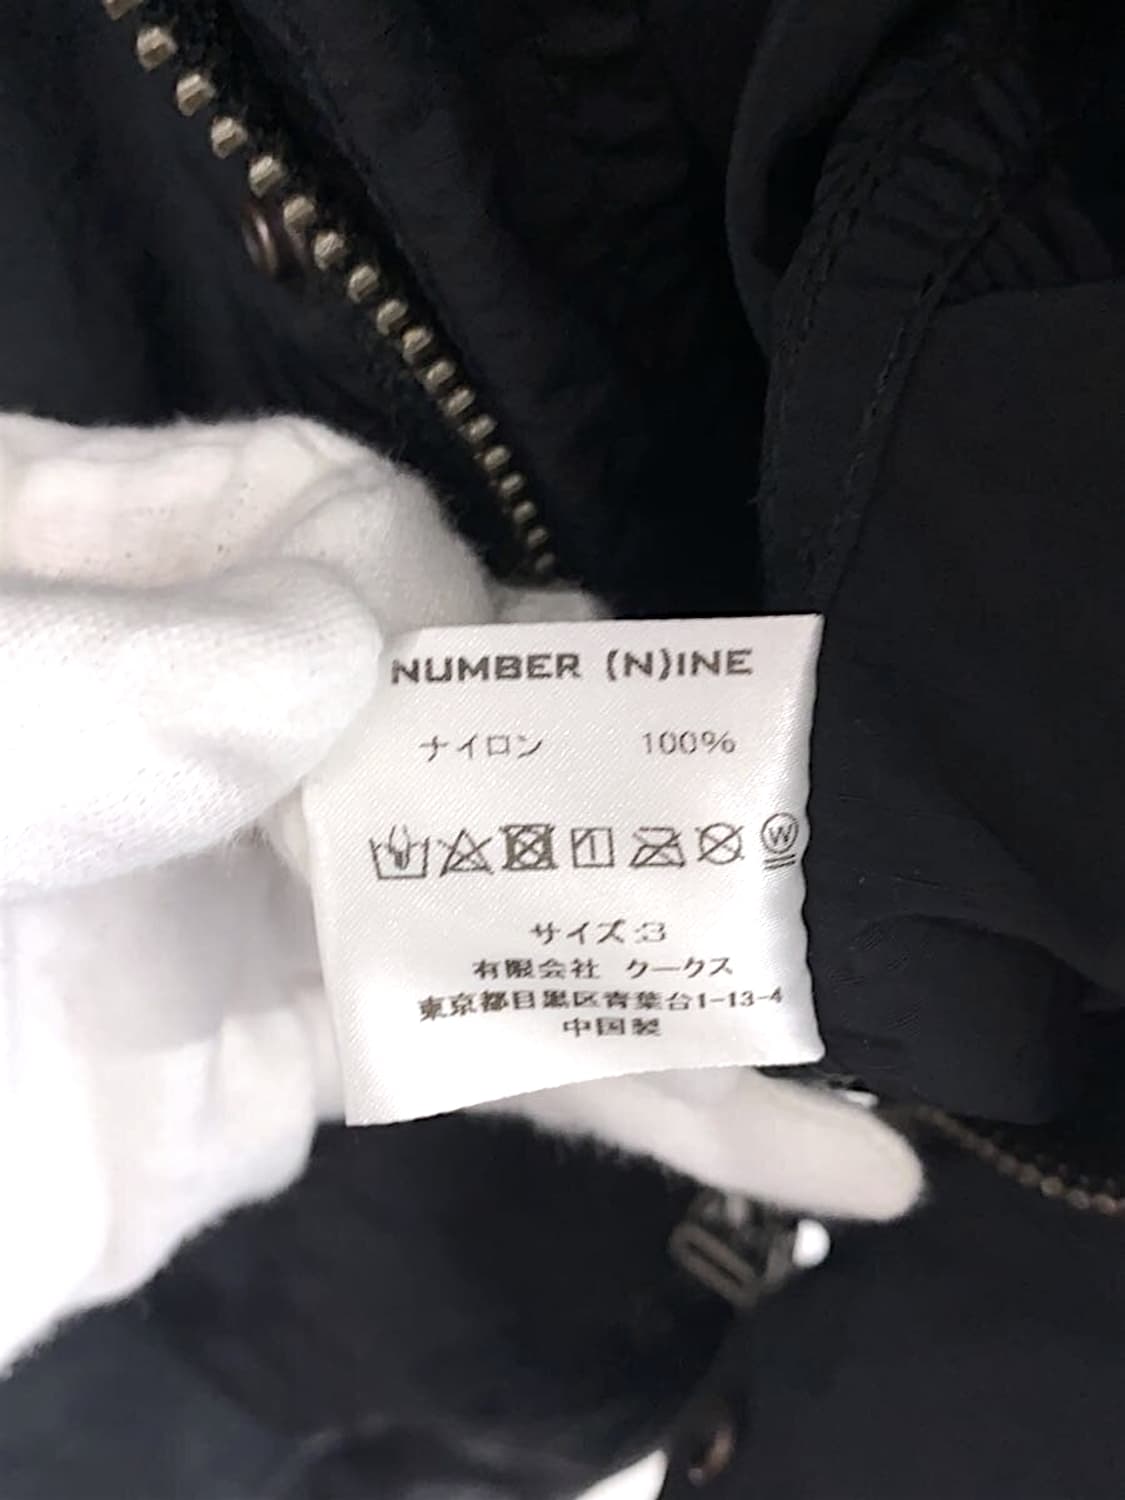 NUMBER (N)INE
ナイロン 100%
W
サイズ:3
有限会社 クークス
東京都目黒区青葉台1-13-4
中国製